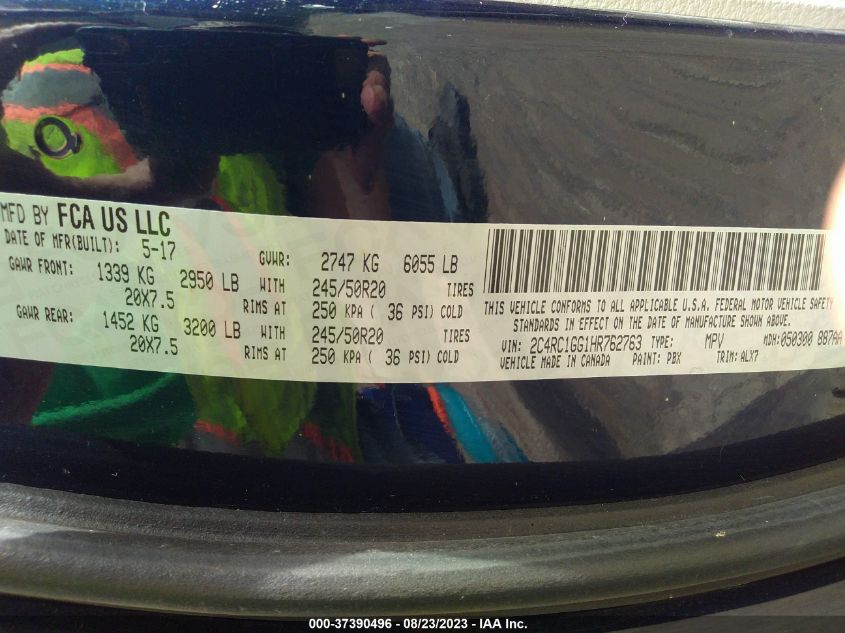 MFD BY FCA US LLC
DATE OF MFR(BUILT): 5-17
GVWR: 2747 KG 6055 LB
GAWR FRONT: 1339 KG 2950 LB WITH 245/50R20 TIRES
20X7.5 RIMS AT 250 KPA ( 36 PSI) COLD
GAWR REAR: 1452 KG 3200 LB WITH 245/50R20 TIRES
20X7.5 RIMS AT 250 KPA ( 36 PSI) COLD
THIS VEHICLE CONFORMS TO ALL APPLICABLE U.S.A. FEDERAL MOTOR VEHICLE SAFETY
STANDARDS IN EFFECT ON THE DATE OF MANUFACTURE SHOWN ABOVE.
VIN: 2C4RC1GG1HR762763 TYPE: MPV MDH:050300 887AA
VEHICLE MADE IN CANADA PAINT: PBX TRIM: ALX7
000-37390496 - 08/23/2023 - IAA Inc.